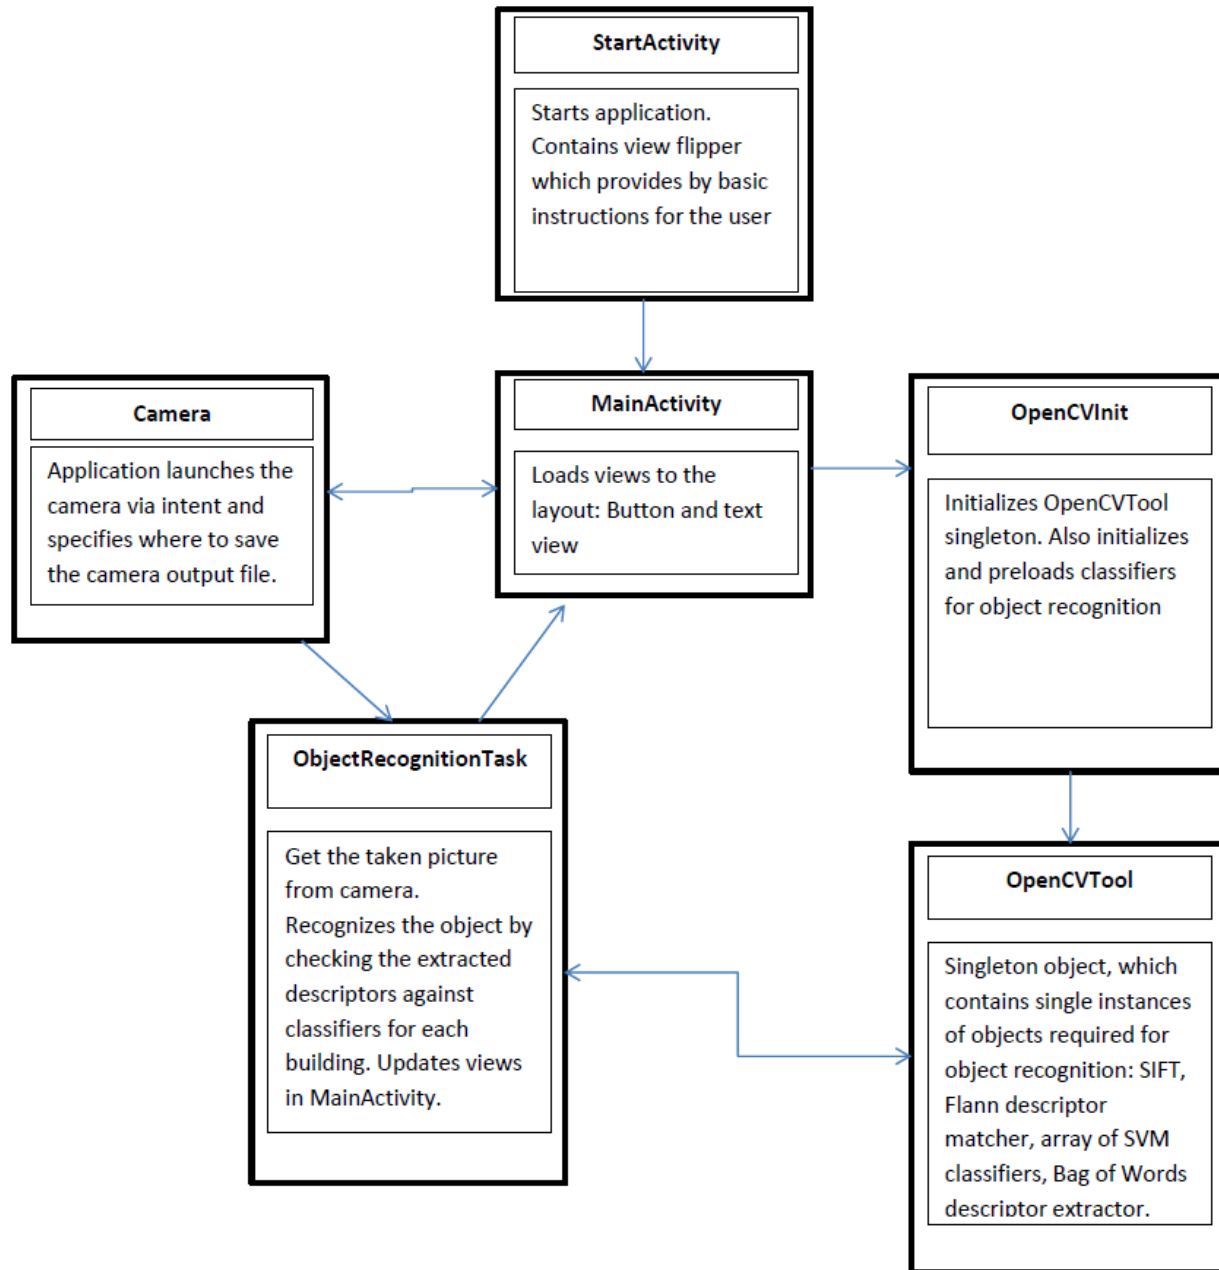 StartActivity
Starts application.
Contains view flipper
which provides by basic
instructions for the user
Camera
Application launches the
camera via intent and
specifies where to save
the camera output file.
MainActivity
Loads views to the
layout: Button and text
view
OpenCVInit
Initializes OpenCVTool
singleton. Also initializes
and preloads classifiers
for object recognition
ObjectRecognitionTask
Get the taken picture
from camera.
Recognizes the object by
checking the extracted
descriptors against
classifiers for each
building. Updates views
in MainActivity.
OpenCVTool
Singleton object, which
contains single instances
of objects required for
object recognition: SIFT,
Flann descriptor
matcher, array of SVM
classifiers, Bag of Words
descriptor extractor.